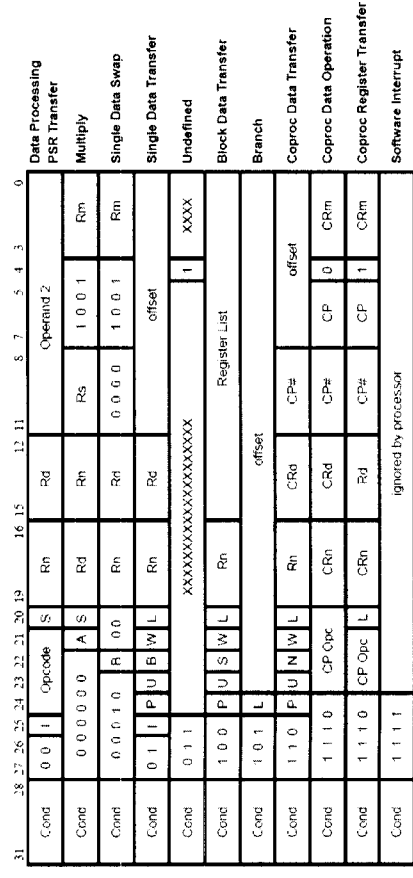 31 28 27 26 25 24 23 22 21 20 19 16 15 12 11 8 7 5 4 3 0
Cond 0 0 I Opcode S Rn Rd Operand 2 Data Processing PSR Transfer
Cond 0 0 0 0 0 0 A S Rd Rn Rs 1 0 0 1 Rm Multiply
Cond 0 0 0 1 0 B 0 0 Rn Rd 0 0 0 0 1 0 0 1 Rm Single Data Swap
Cond 0 1 I P U B W L Rn Rd offset Single Data Transfer
Cond 0 1 1 XXXXXXXXXXXXXXXXXXXX 1 XXXX Undefined
Cond 1 0 0 P U S W L Rn Register List Block Data Transfer
Cond 1 0 1 L offset Branch
Cond 1 1 0 P U N W L Rn CRd CP# offset Coproc Data Transfer
Cond 1 1 1 0 CP Opc CRn CRd CP# CP 0 CRm Coproc Data Operation
Cond 1 1 1 0 CP Opc L CRn Rd CP# CP 1 CRm Coproc Register Transfer
Cond 1 1 1 1 ignored by processor Software Interrupt